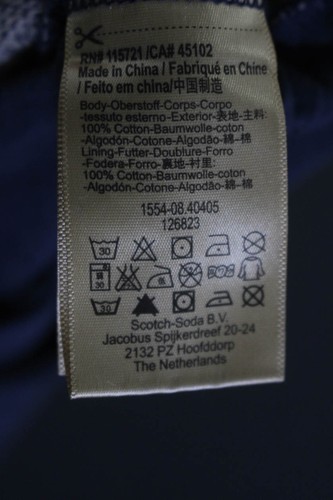 RN# 115721 /CA# 45102
Made in China / Fabriqué en Chine
/ Feito em china/中国制造
Body-Oberstoff-Corps-Corpo
-tessuto esterno-Exterior-表地-主料:
100% Cotton-Baumwolle-coton
-Algodón-Cotone-Algodão-綿-棉
Lining-Futter-Doublure-Forro
-Fodera-Forro-裏地-衬里:
100% Cotton-Baumwolle-coton
-Algodón-Cotone-Algodão-綿-棉
1554-08.40405
126823
30
30
Scotch-Soda B.V.
Jacobus Spijkerdreef 20-24
2132 PZ Hoofddorp
The Netherlands